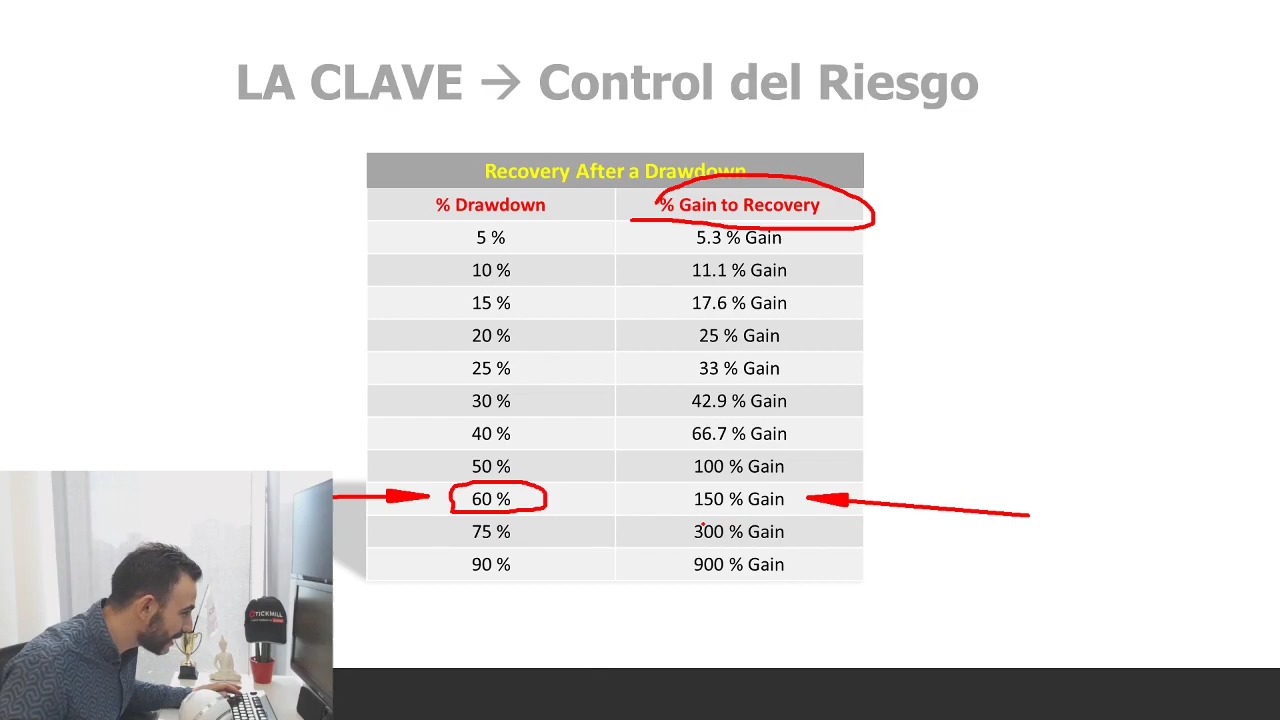 LA CLAVE → Control del Riesgo
Recovery After a Drawdown
% Drawdown % Gain to Recovery
5 % 5.3 % Gain
10 % 11.1 % Gain
15 % 17.6 % Gain
20 % 25 % Gain
25 % 33 % Gain
30 % 42.9 % Gain
40 % 66.7 % Gain
50 % 100 % Gain
60 % 150 % Gain
75 % 300 % Gain
90 % 900 % Gain
TICKMILL